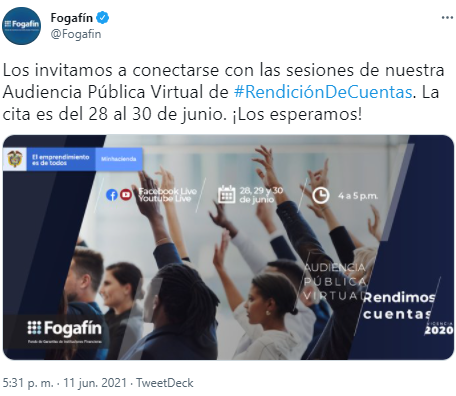 Fogafín
@Fogafin
Los invitamos a conectarse con las sesiones de nuestra
Audiencia Pública Virtual de #RendiciónDeCuentas. La
cita es del 28 al 30 de junio. ¡Los esperamos!
El emprendimiento
es de todos
Minhacienda
Facebook Live
Youtube Live
28, 29 y 30
de junio
4 a 5 p.m.
AUDIENCIA
PÚBLICA
VIRTUAL
Rendimos
cuentas
VIGENCIA
2020
Fogafín
Fondo de Garantías de Instituciones Financieras
5:31 p. m. · 11 jun. 2021 · TweetDeck